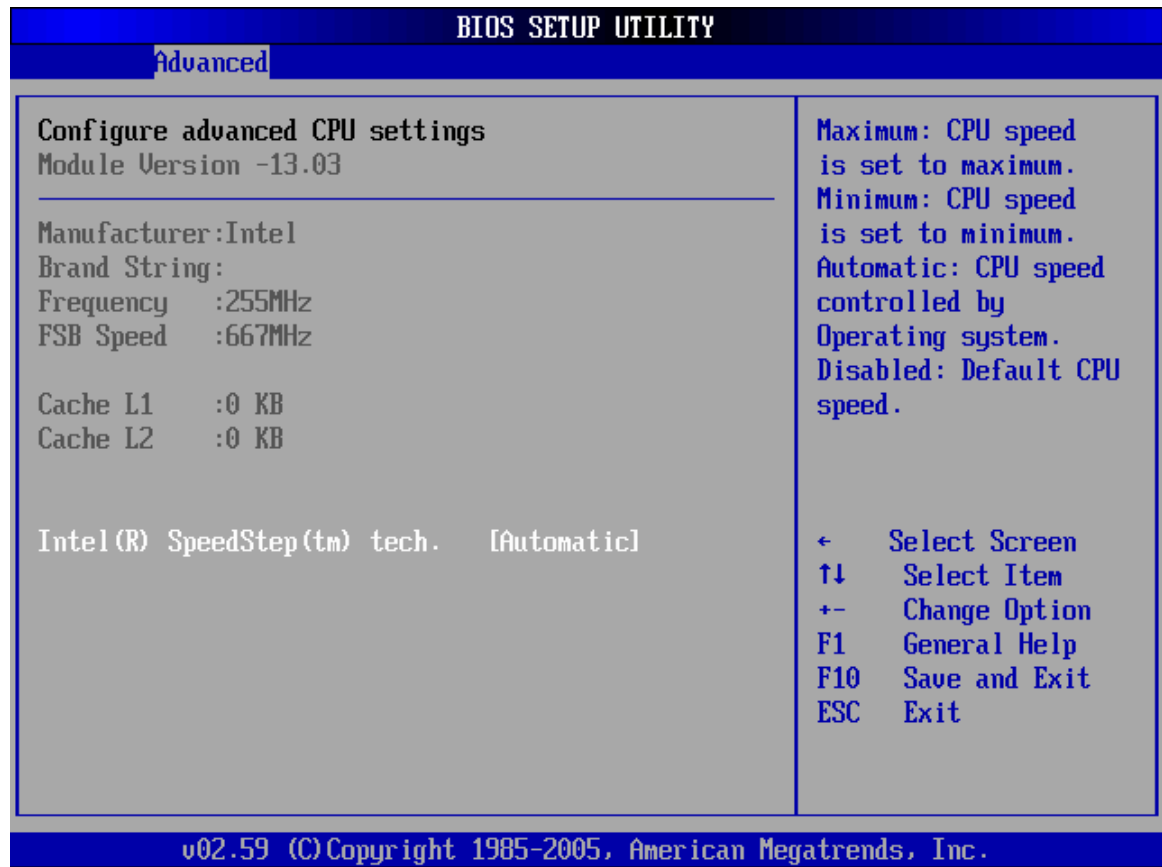 BIOS SETUP UTILITY
Advanced
Configure advanced CPU settings
Module Version -13.03
Manufacturer:Intel
Brand String:
Frequency :255MHz
FSB Speed :667MHz
Cache L1 :0 KB
Cache L2 :0 KB
Intel(R) SpeedStep(tm) tech. [Automatic]
Maximum: CPU speed
is set to maximum.
Minimum: CPU speed
is set to minimum.
Automatic: CPU speed
controlled by
Operating system.
Disabled: Default CPU
speed.
← Select Screen
↑↓ Select Item
+- Change Option
F1 General Help
F10 Save and Exit
ESC Exit
v02.59 (C)Copyright 1985-2005, American Megatrends, Inc.